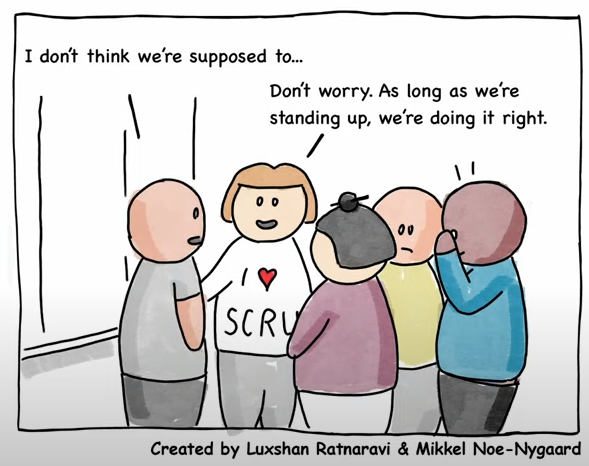 I don't think we're supposed to...
Don't worry. As long as we're
standing up, we're doing it right.
I ♥
SCRU
Created by Luxshan Ratnaravi & Mikkel Noe-Nygaard